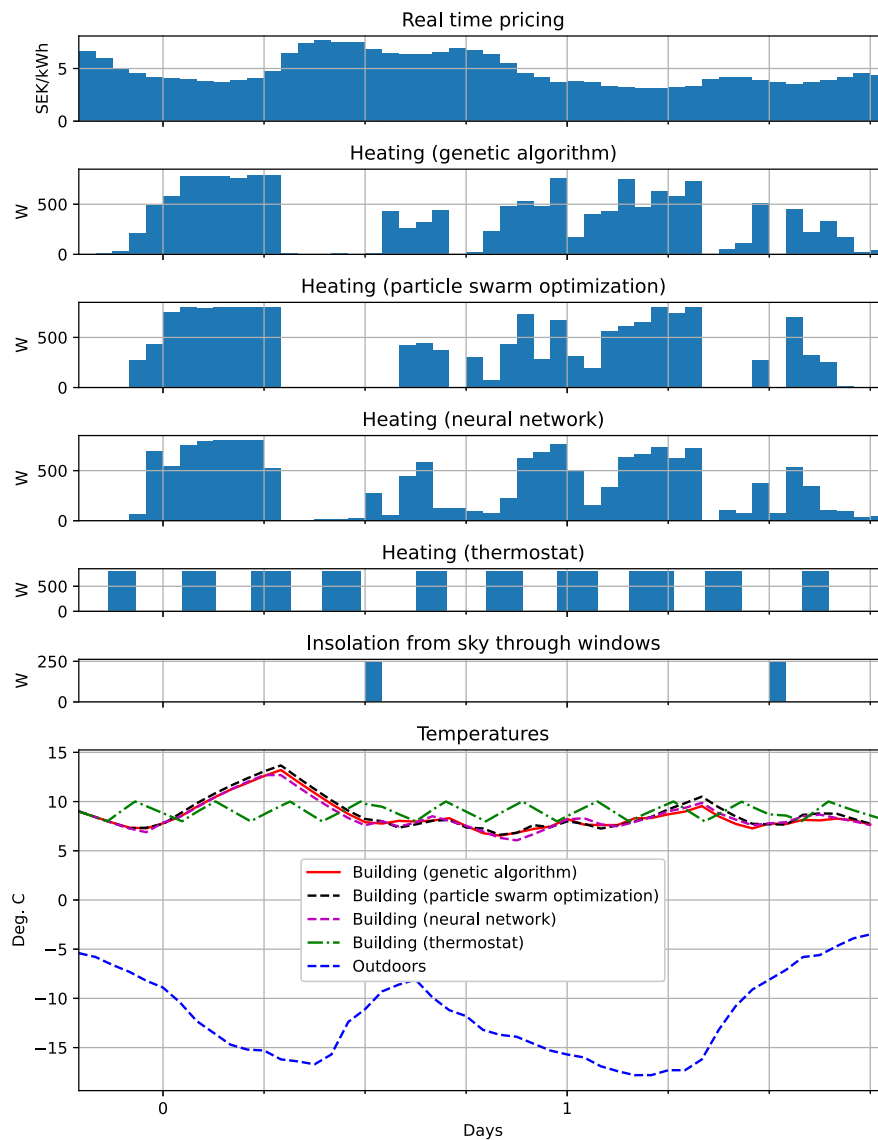 Real time pricing
SEK/kWh
5
0
Heating (genetic algorithm)
W
500
0
Heating (particle swarm optimization)
W
500
0
Heating (neural network)
W
500
0
Heating (thermostat)
W
500
0
Insolation from sky through windows
W
250
0
Temperatures
Deg. C
15
10
5
0
−5
−10
−15
Building (genetic algorithm)
Building (particle swarm optimization)
Building (neural network)
Building (thermostat)
Outdoors
0 1
Days